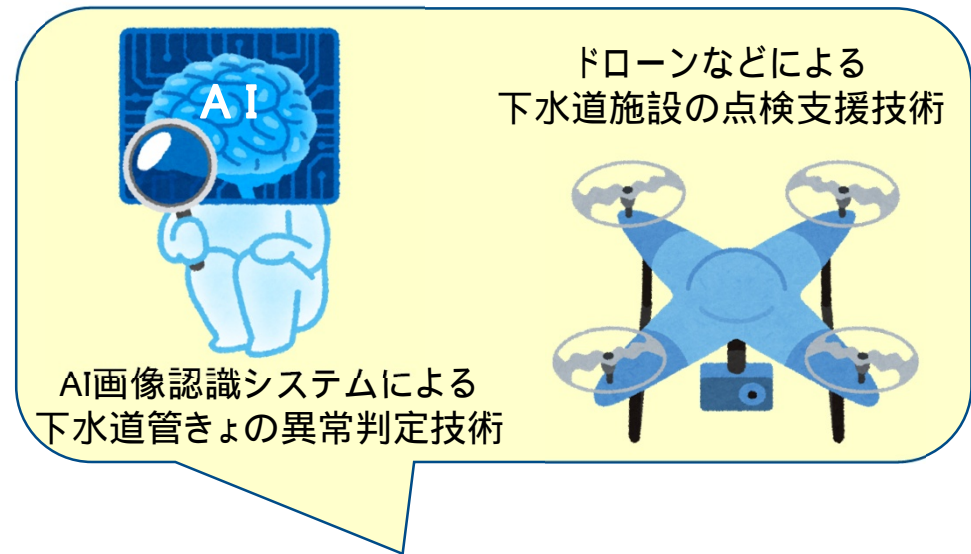 AI
AI画像認識システムによる
下水道管きょの異常判定技術
ドローンなどによる
下水道施設の点検支援技術